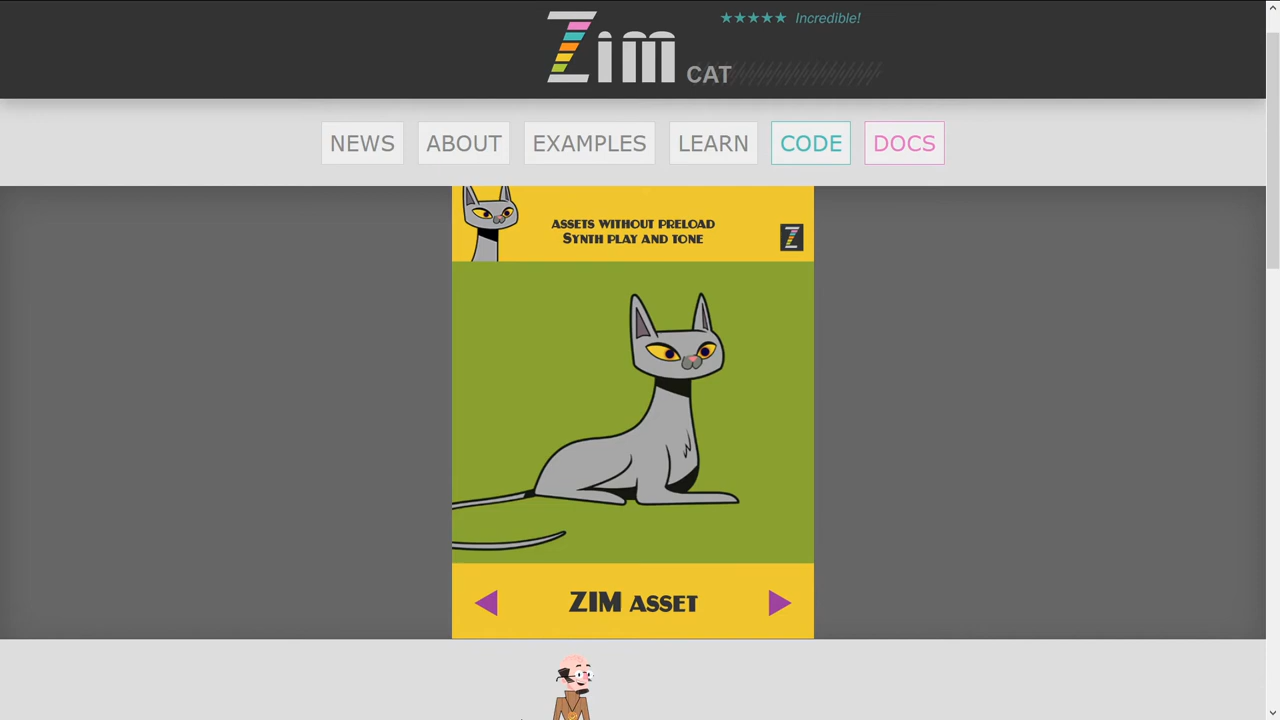 Zim CAT
★★★★★ Incredible!
NEWS ABOUT EXAMPLES LEARN CODE DOCS
ASSETS WITHOUT PRELOAD
SYNTH PLAY AND TONE
Z
ZIM ASSET